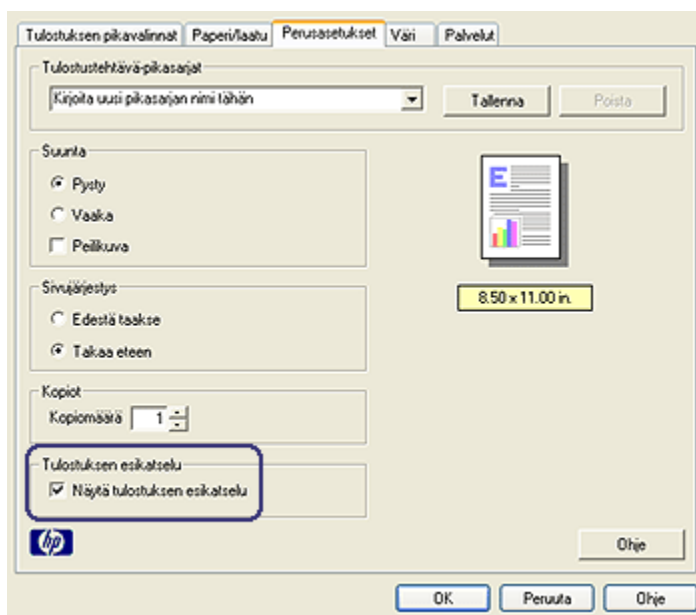 Tulostuksen pikavalinnat Paperi/laatu Perusasetukset Väri Palvelut
Tulostustehtävä-pikasarjat
Kirjoita uusi pikasarjan nimi tähän Tallenna Poista
Suunta
Pysty
Vaaka
Peilikuva
E
8.50 x 11.00 in.
Sivujärjestys
Edestä taakse
Takaa eteen
Kopiot
Kopiomäärä 1
Tulostuksen esikatselu
Näytä tulostuksen esikatselu
hp Ohje
OK Peruuta Ohje